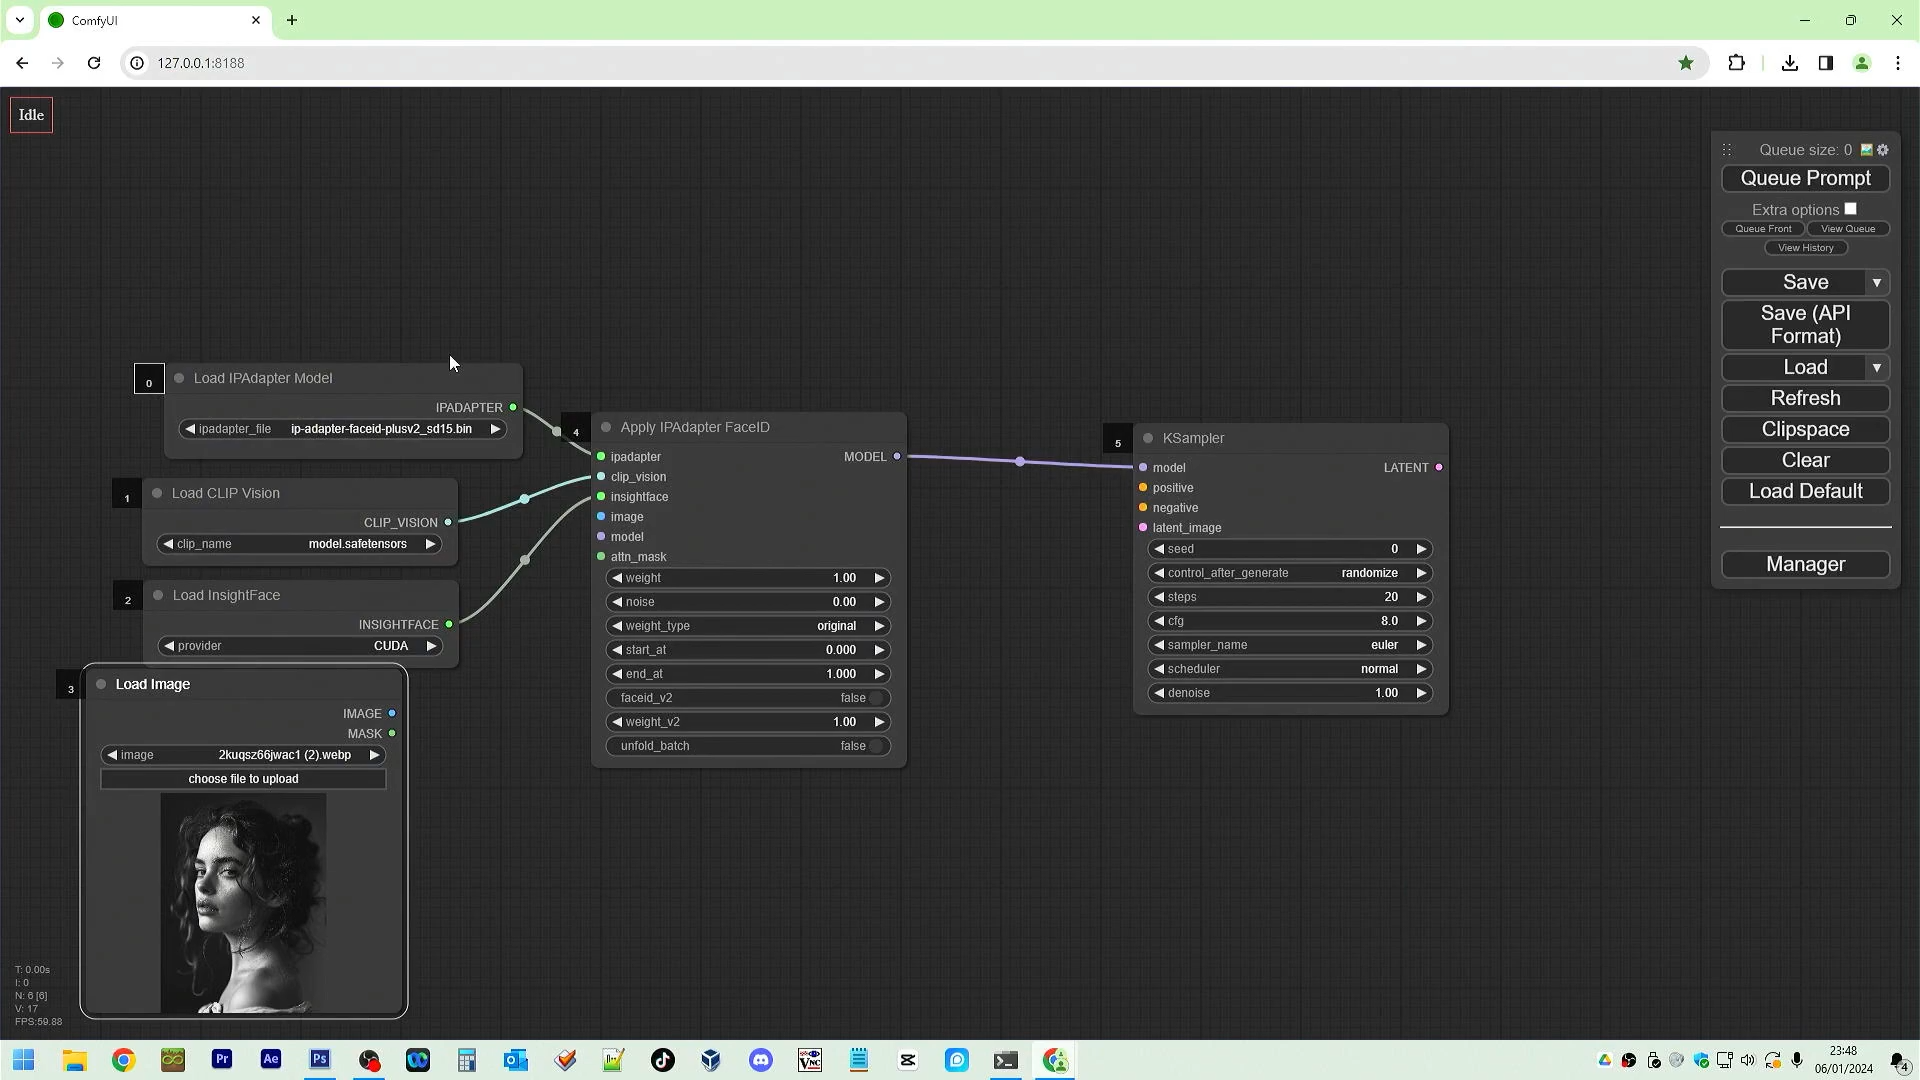 ComfyUI
127.0.0.1:8188
Idle
Queue size: 0
Queue Prompt
Extra options
Queue Front
View Queue
View History
Save
▼
Save (API
Format)
Load
▼
Refresh
Clipspace
Clear
Load Default
Manager
0
Load IPAdapter Model
IPADAPTER
ipadapter_file
ip-adapter-faceid-plusv2_sd15.bin
1
Load CLIP Vision
CLIP_VISION
clip_name
model.safetensors
2
Load InsightFace
INSIGHTFACE
provider
CUDA
3
Load Image
IMAGE
MASK
image
2kuqsz66jwac1 (2).webp
choose file to upload
4
Apply IPAdapter FaceID
ipadapter
MODEL
clip_vision
insightface
image
model
attn_mask
weight
1.00
noise
0.00
weight_type
original
start_at
0.000
end_at
1.000
faceid_v2
false
weight_v2
1.00
unfold_batch
false
5
KSampler
model
LATENT
positive
negative
latent_image
seed
0
control_after_generate
randomize
steps
20
cfg
8.0
sampler_name
euler
scheduler
normal
denoise
1.00
T: 0.00s
I: 0
N: 6 [6]
V: 17
FPS:59.88
Pr
Ae
Ps
23:48
06/01/2024
4